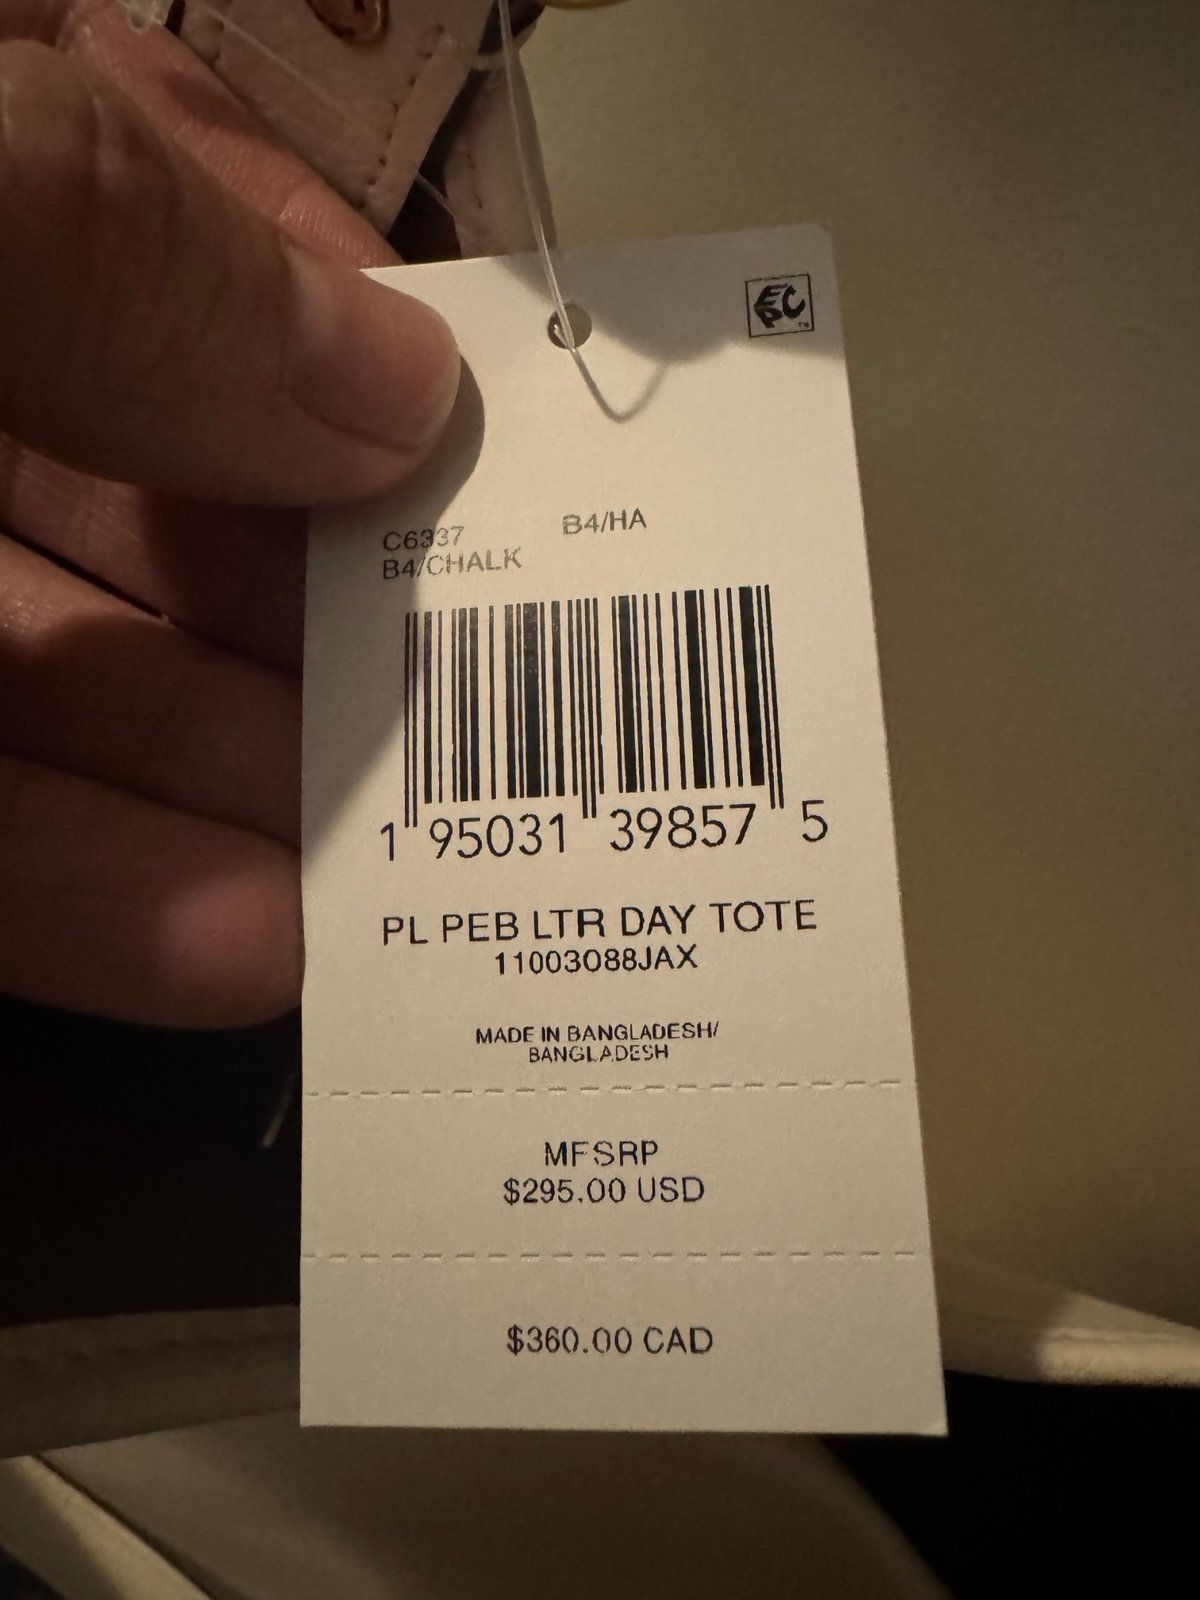 EPC
C6337 B4/HA
B4/CHALK
1 95031 39857 5
PL PEB LTR DAY TOTE
11003088JAX
MADE IN BANGLADESH/
BANGLADESH
MFSRP
$295.00 USD
$360.00 CAD